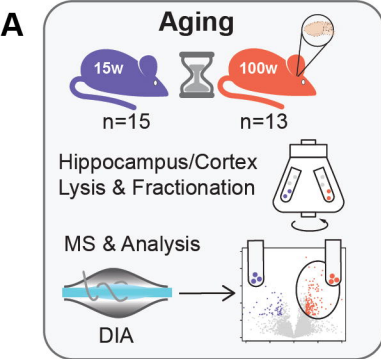 A
Aging
15w
100w
n=15
n=13
Hippocampus/Cortex
Lysis & Fractionation
MS & Analysis
DIA